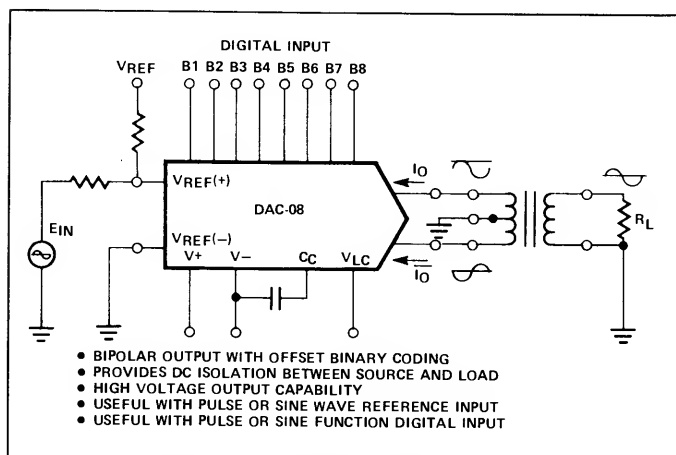 DIGITAL INPUT
VREF B1 B2 B3 B4 B5 B6 B7 B8
IO
VREF(+)
DAC-08
EIN
RL
VREF(−)
V+ V− CC VLC
IO
• BIPOLAR OUTPUT WITH OFFSET BINARY CODING
• PROVIDES DC ISOLATION BETWEEN SOURCE AND LOAD
• HIGH VOLTAGE OUTPUT CAPABILITY
• USEFUL WITH PULSE OR SINE WAVE REFERENCE INPUT
• USEFUL WITH PULSE OR SINE FUNCTION DIGITAL INPUT